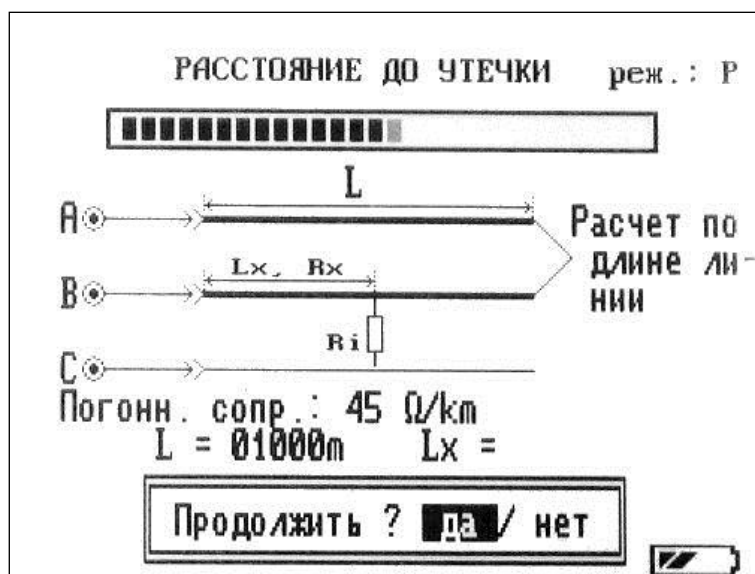 РАССТОЯНИЕ ДО УТЕЧКИ реж.: Р
L
A
Расчет по
длине ли-
нии
Lx, Rx
B
Ri
C
Погонн. сопр.: 45 Ω/km
L = 01000m Lx =
Продолжить ? да / нет